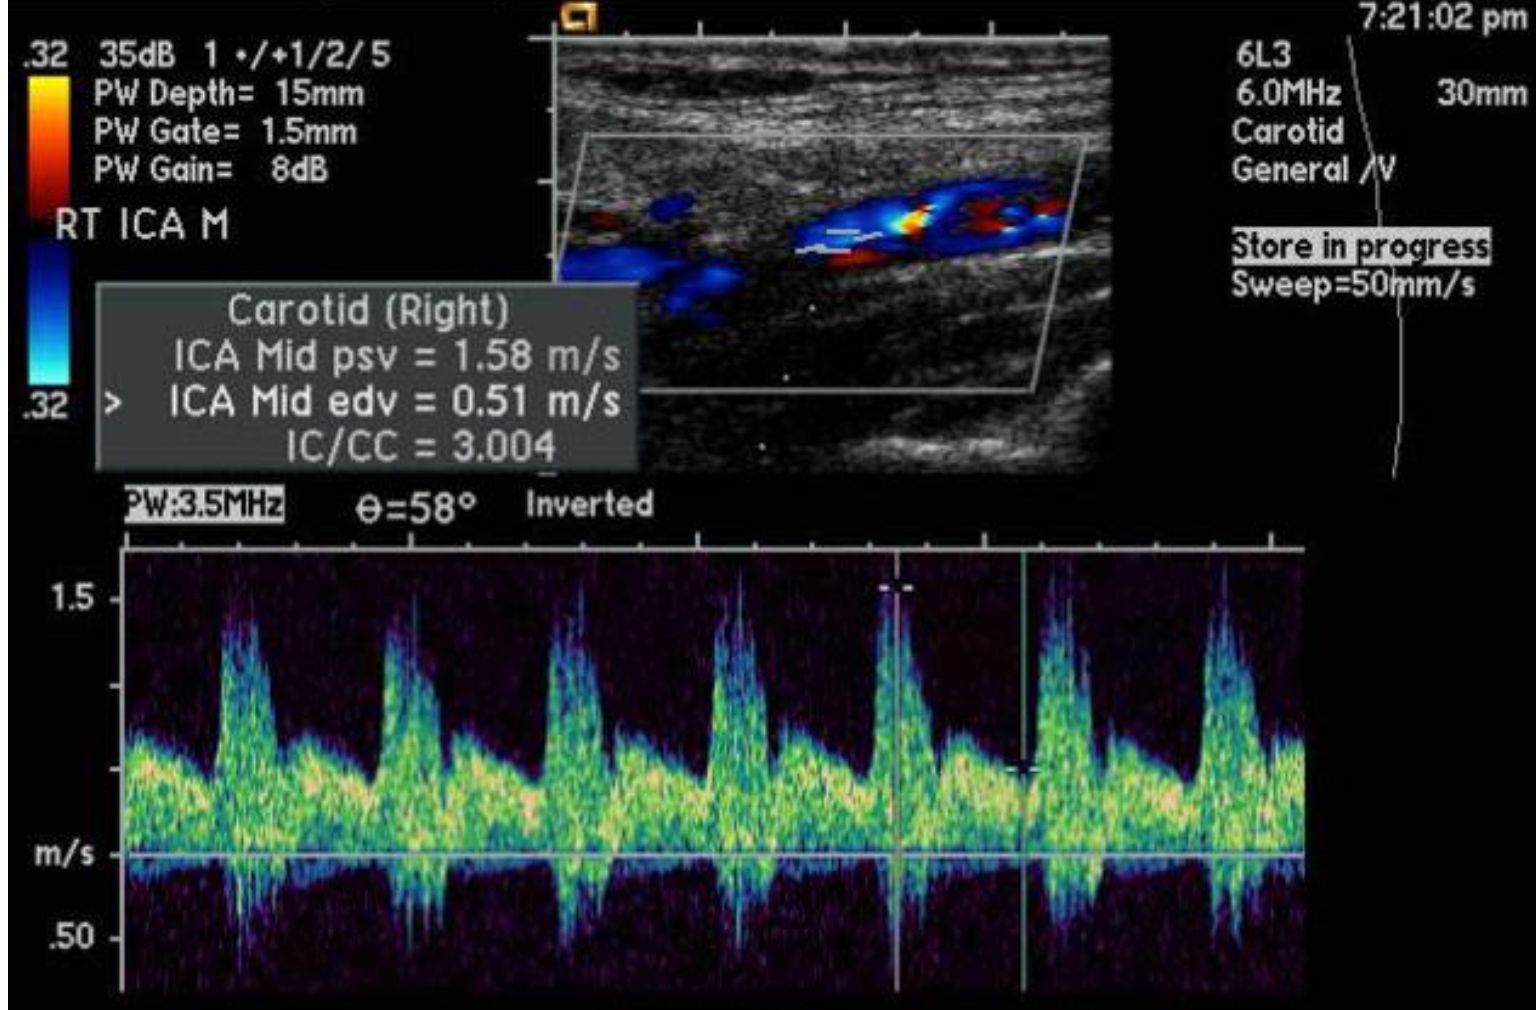 7:21:02 pm
.32 35dB 1 •/+1/2/5
PW Depth= 15mm
PW Gate= 1.5mm
PW Gain= 8dB
RT ICA M
.32
6L3
6.0MHz 30mm
Carotid
General /V
Store in progress
Sweep=50mm/s
Carotid (Right)
ICA Mid psv = 1.58 m/s
> ICA Mid edv = 0.51 m/s
IC/CC = 3.004
PW:3.5MHz θ=58° Inverted
1.5
m/s
.50